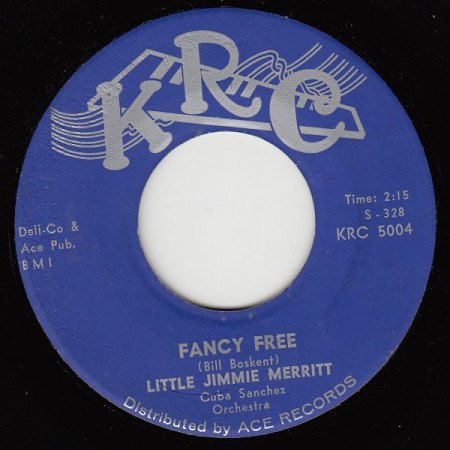 KRC
Time: 2:15
S - 328
KRC 5004
Dell-Co &
Ace Pub.
BMI
FANCY FREE
(Bill Boskent)
LITTLE JIMMIE MERRITT
Cuba Sanchez
Orchestra
Distributed by ACE RECORDS